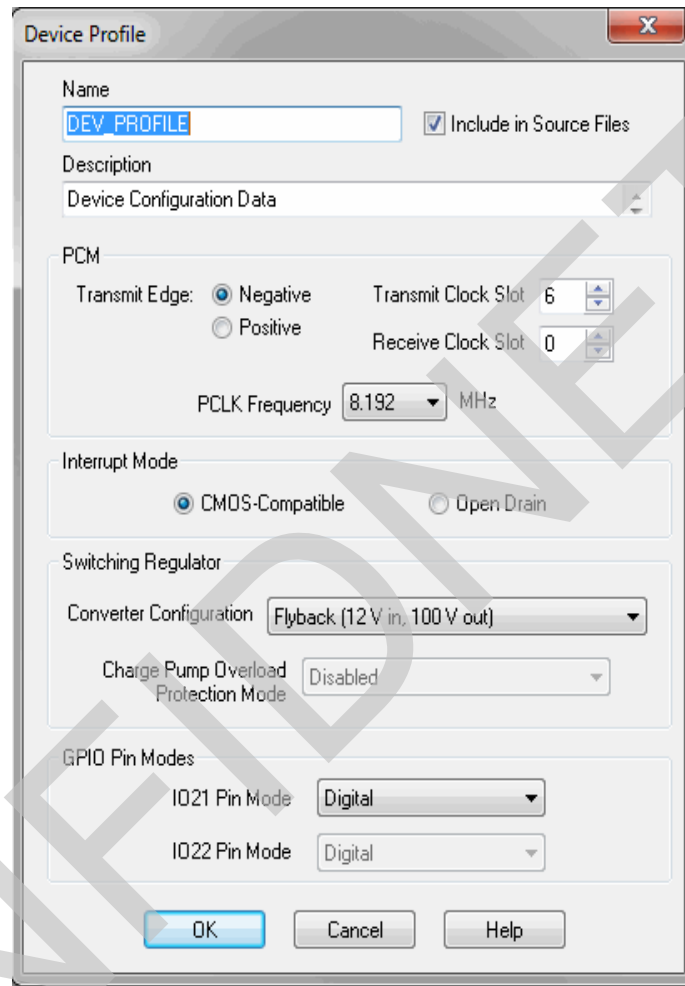 Device Profile
Name
DEV_PROFILE
Include in Source Files
Description
Device Configuration Data
PCM
Transmit Edge: Negative Transmit Clock Slot 6
Positive Receive Clock Slot 0
PCLK Frequency 8.192 MHz
Interrupt Mode
CMOS-Compatible Open Drain
Switching Regulator
Converter Configuration Flyback (12 V in, 100 V out)
Charge Pump Overload
Protection Mode Disabled
GPIO Pin Modes
IO21 Pin Mode Digital
IO22 Pin Mode Digital
OK Cancel Help
NFIDNET